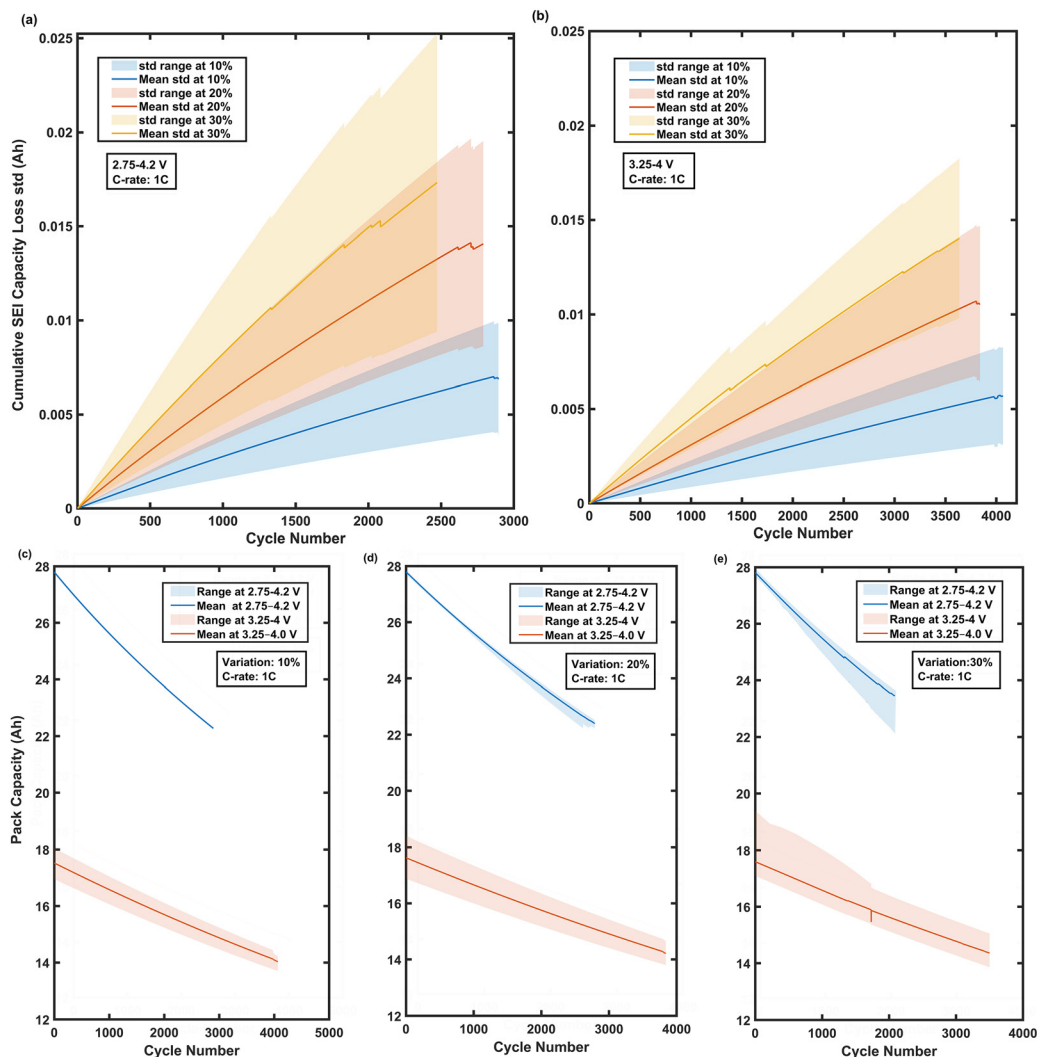 (a)
0.025
0.02
0.015
0.01
0.005
0
Cumulative SEI Capacity Loss std (Ah)
std range at 10%
Mean std at 10%
std range at 20%
Mean std at 20%
std range at 30%
Mean std at 30%
2.75-4.2 V
C-rate: 1C
0 500 1000 1500 2000 2500 3000
Cycle Number
(b)
0.025
0.02
0.015
0.01
0.005
0
std range at 10%
Mean std at 10%
std range at 20%
Mean std at 20%
std range at 30%
Mean std at 30%
3.25-4 V
C-rate: 1C
0 500 1000 1500 2000 2500 3000 3500 4000
Cycle Number
(c)
28
26
24
22
20
18
16
14
12
Pack Capacity (Ah)
Range at 2.75-4.2 V
Mean at 2.75-4.2 V
Range at 3.25-4 V
Mean at 3.25-4.0 V
Variation: 10%
C-rate: 1C
0 1000 2000 3000 4000 5000
Cycle Number
(d)
28
26
24
22
20
18
16
14
12
Range at 2.75-4.2 V
Mean at 2.75-4.2 V
Range at 3.25-4 V
Mean at 3.25-4.0 V
Variation: 20%
C-rate: 1C
0 1000 2000 3000 4000
Cycle Number
(e)
28
26
24
22
20
18
16
14
12
Range at 2.75-4.2 V
Mean at 2.75-4.2 V
Range at 3.25-4 V
Mean at 3.25-4.0 V
Variation:30%
C-rate: 1C
0 1000 2000 3000 4000
Cycle Number